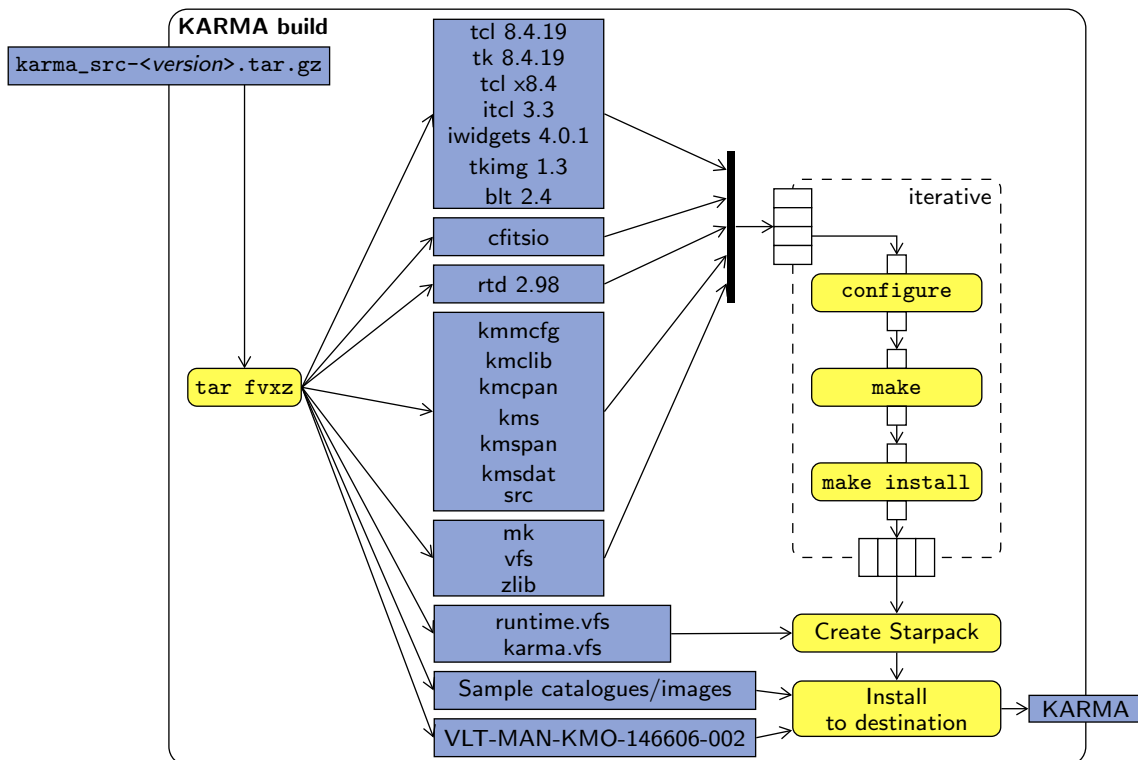 KARMA build
karma_src-<version>.tar.gz
tar fvxz
tcl 8.4.19
tk 8.4.19
tcl x8.4
itcl 3.3
iwidgets 4.0.1
tkimg 1.3
blt 2.4
cfitsio
rtd 2.98
kmmcfg
kmclib
kmcpan
kms
kmspan
kmsdat
src
mk
vfs
zlib
runtime.vfs
karma.vfs
Sample catalogues/images
VLT-MAN-KMO-146606-002
iterative
configure
make
make install
Create Starpack
Install
to destination
KARMA